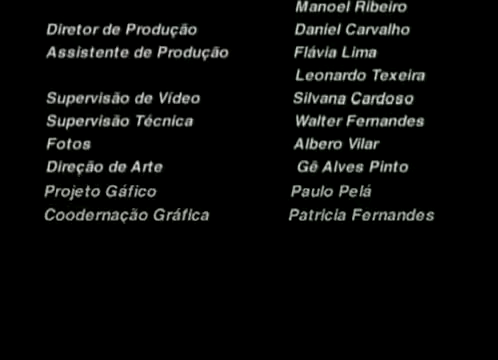 Manoel Ribeiro
Diretor de Produção Daniel Carvalho
Assistente de Produção Flávia Lima
Leonardo Texeira
Supervisão de Vídeo Silvana Cardoso
Supervisão Técnica Walter Fernandes
Fotos Albero Vilar
Direção de Arte Gê Alves Pinto
Projeto Gáfico Paulo Pelá
Coodernação Gráfica Patricia Fernandes